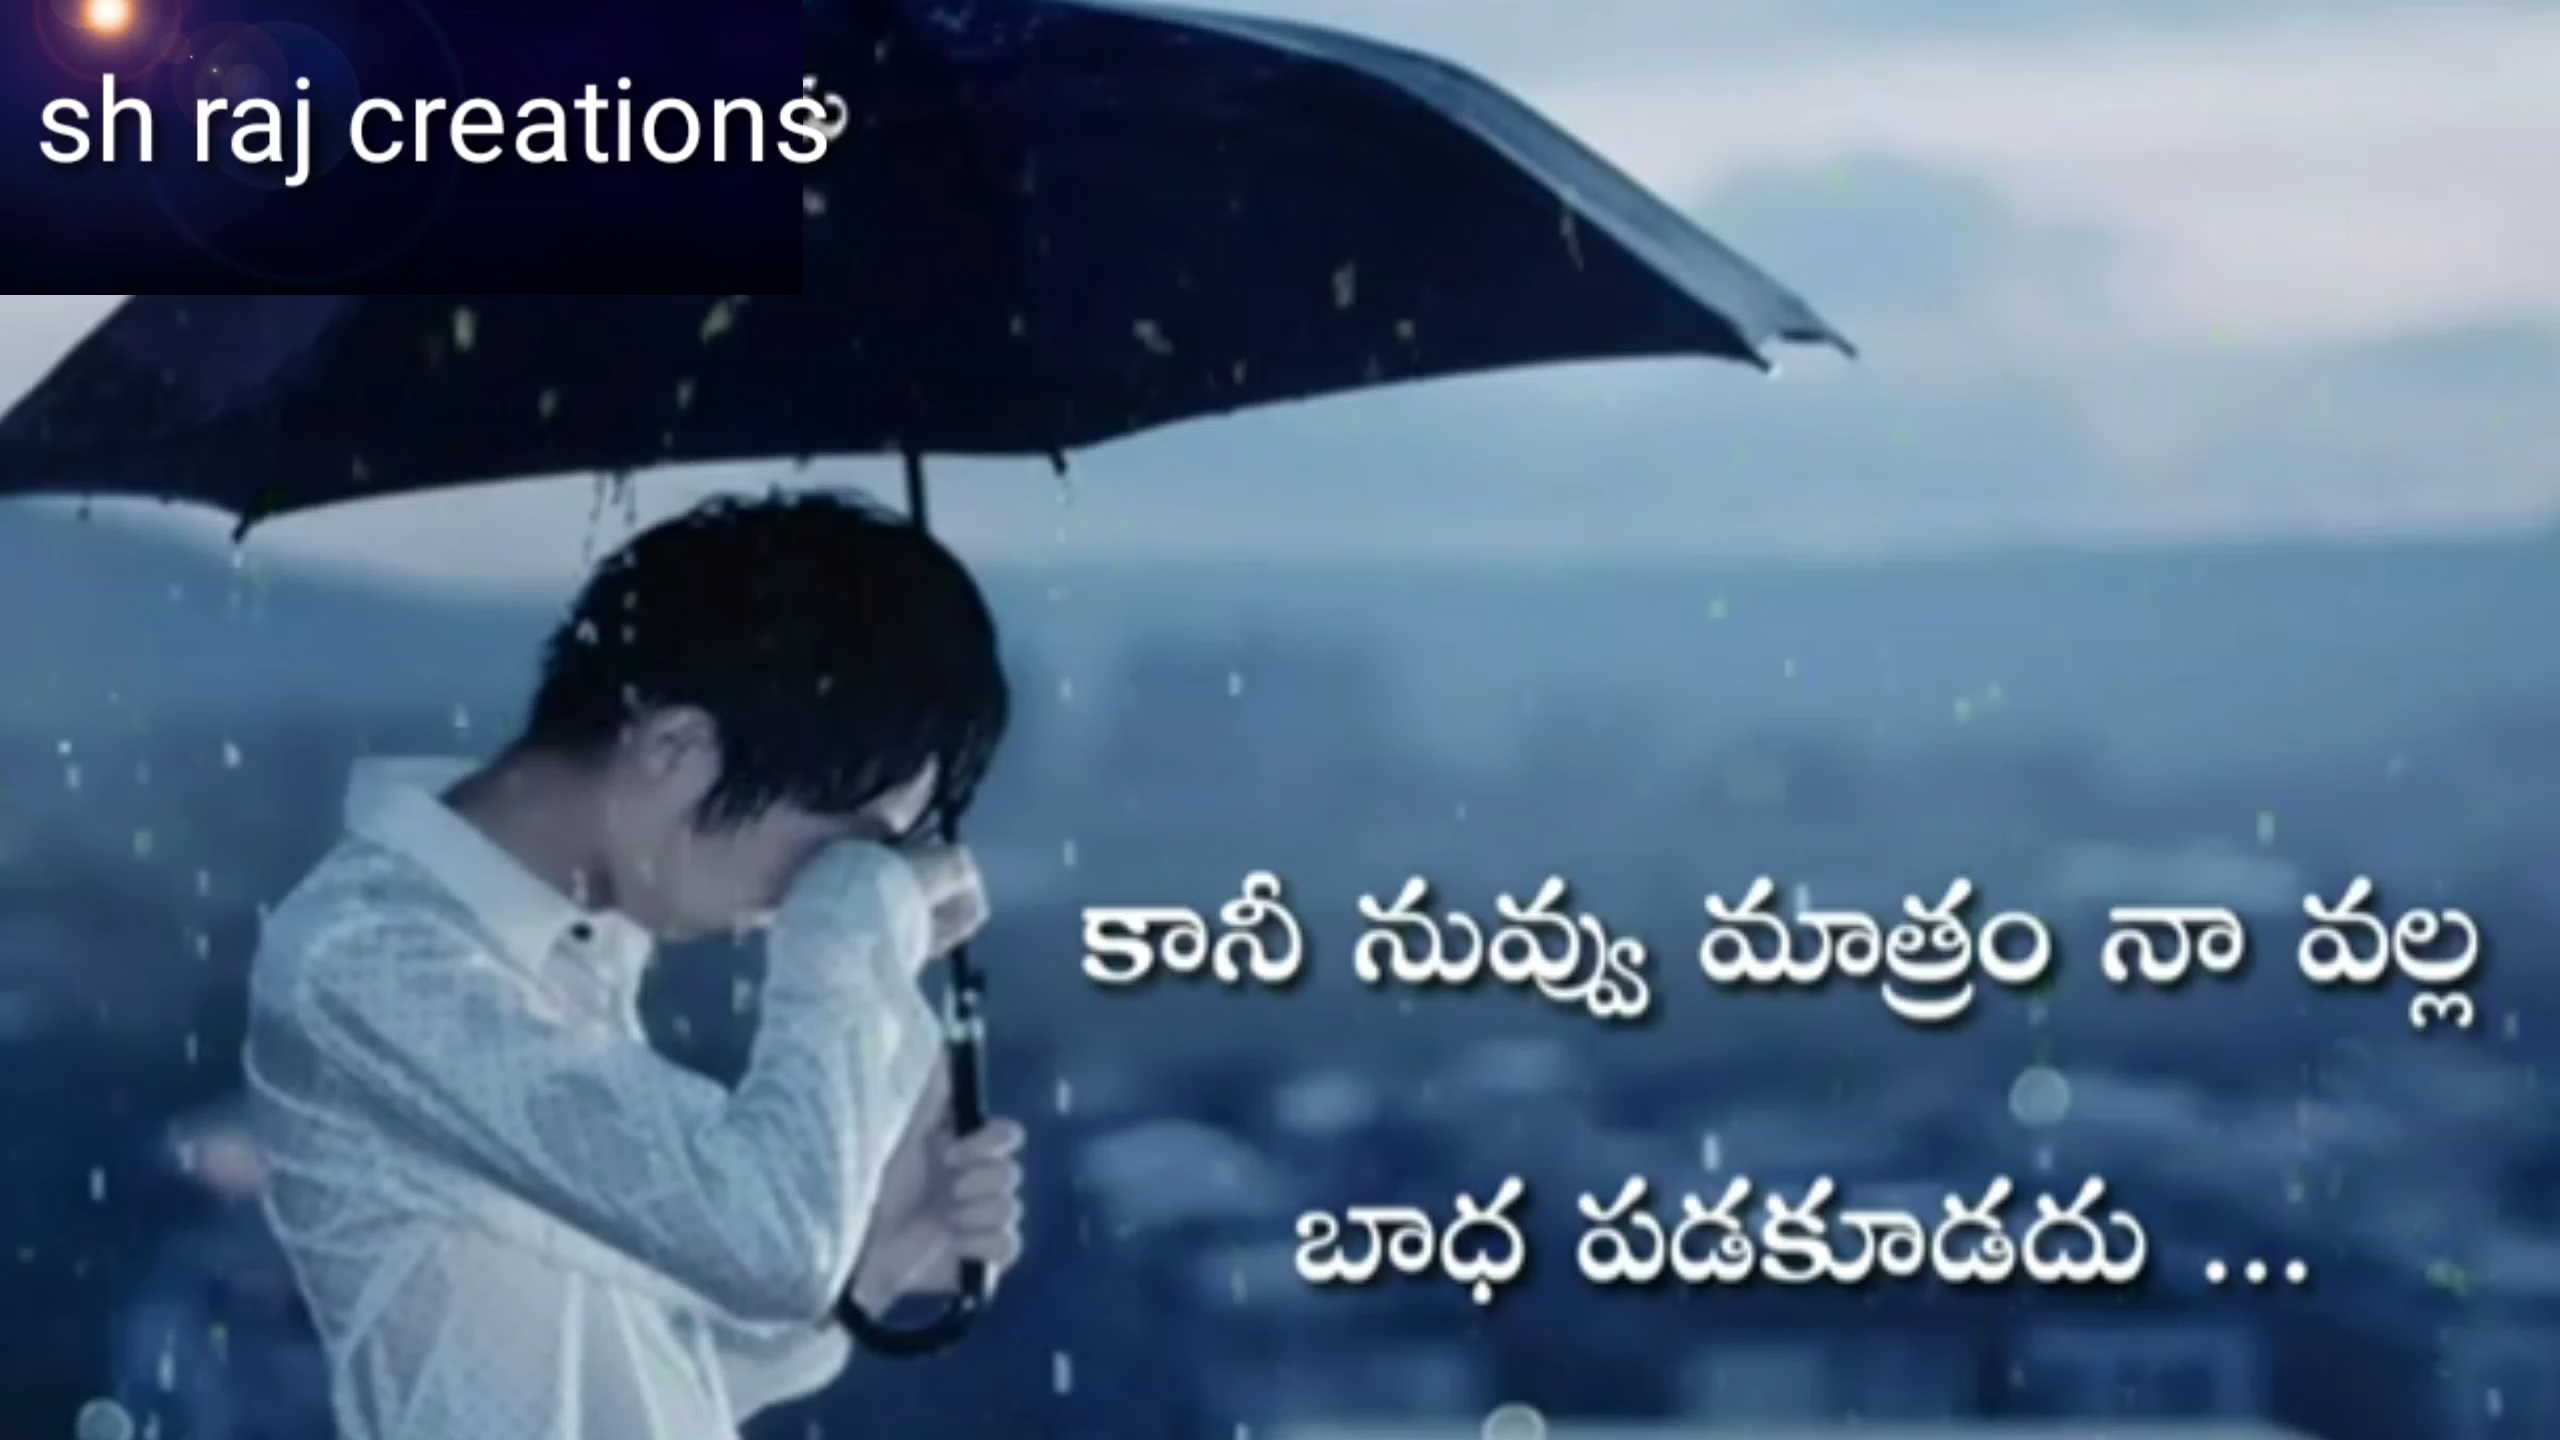 sh raj creations
కానీ నువ్వు మాత్రం నా వల్ల
బాధ పడకూడదు ...